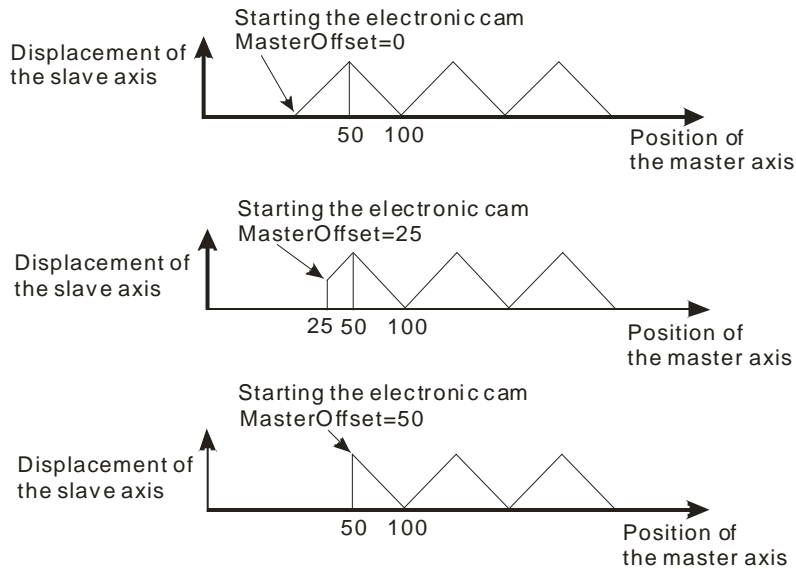 Starting the electronic cam
MasterOffset=0
Displacement of
the slave axis
50 100
Position of
the master axis
Starting the electronic cam
MasterOffset=25
Displacement of
the slave axis
25 50 100
Position of
the master axis
Starting the electronic cam
MasterOffset=50
Displacement of
the slave axis
50 100
Position of
the master axis